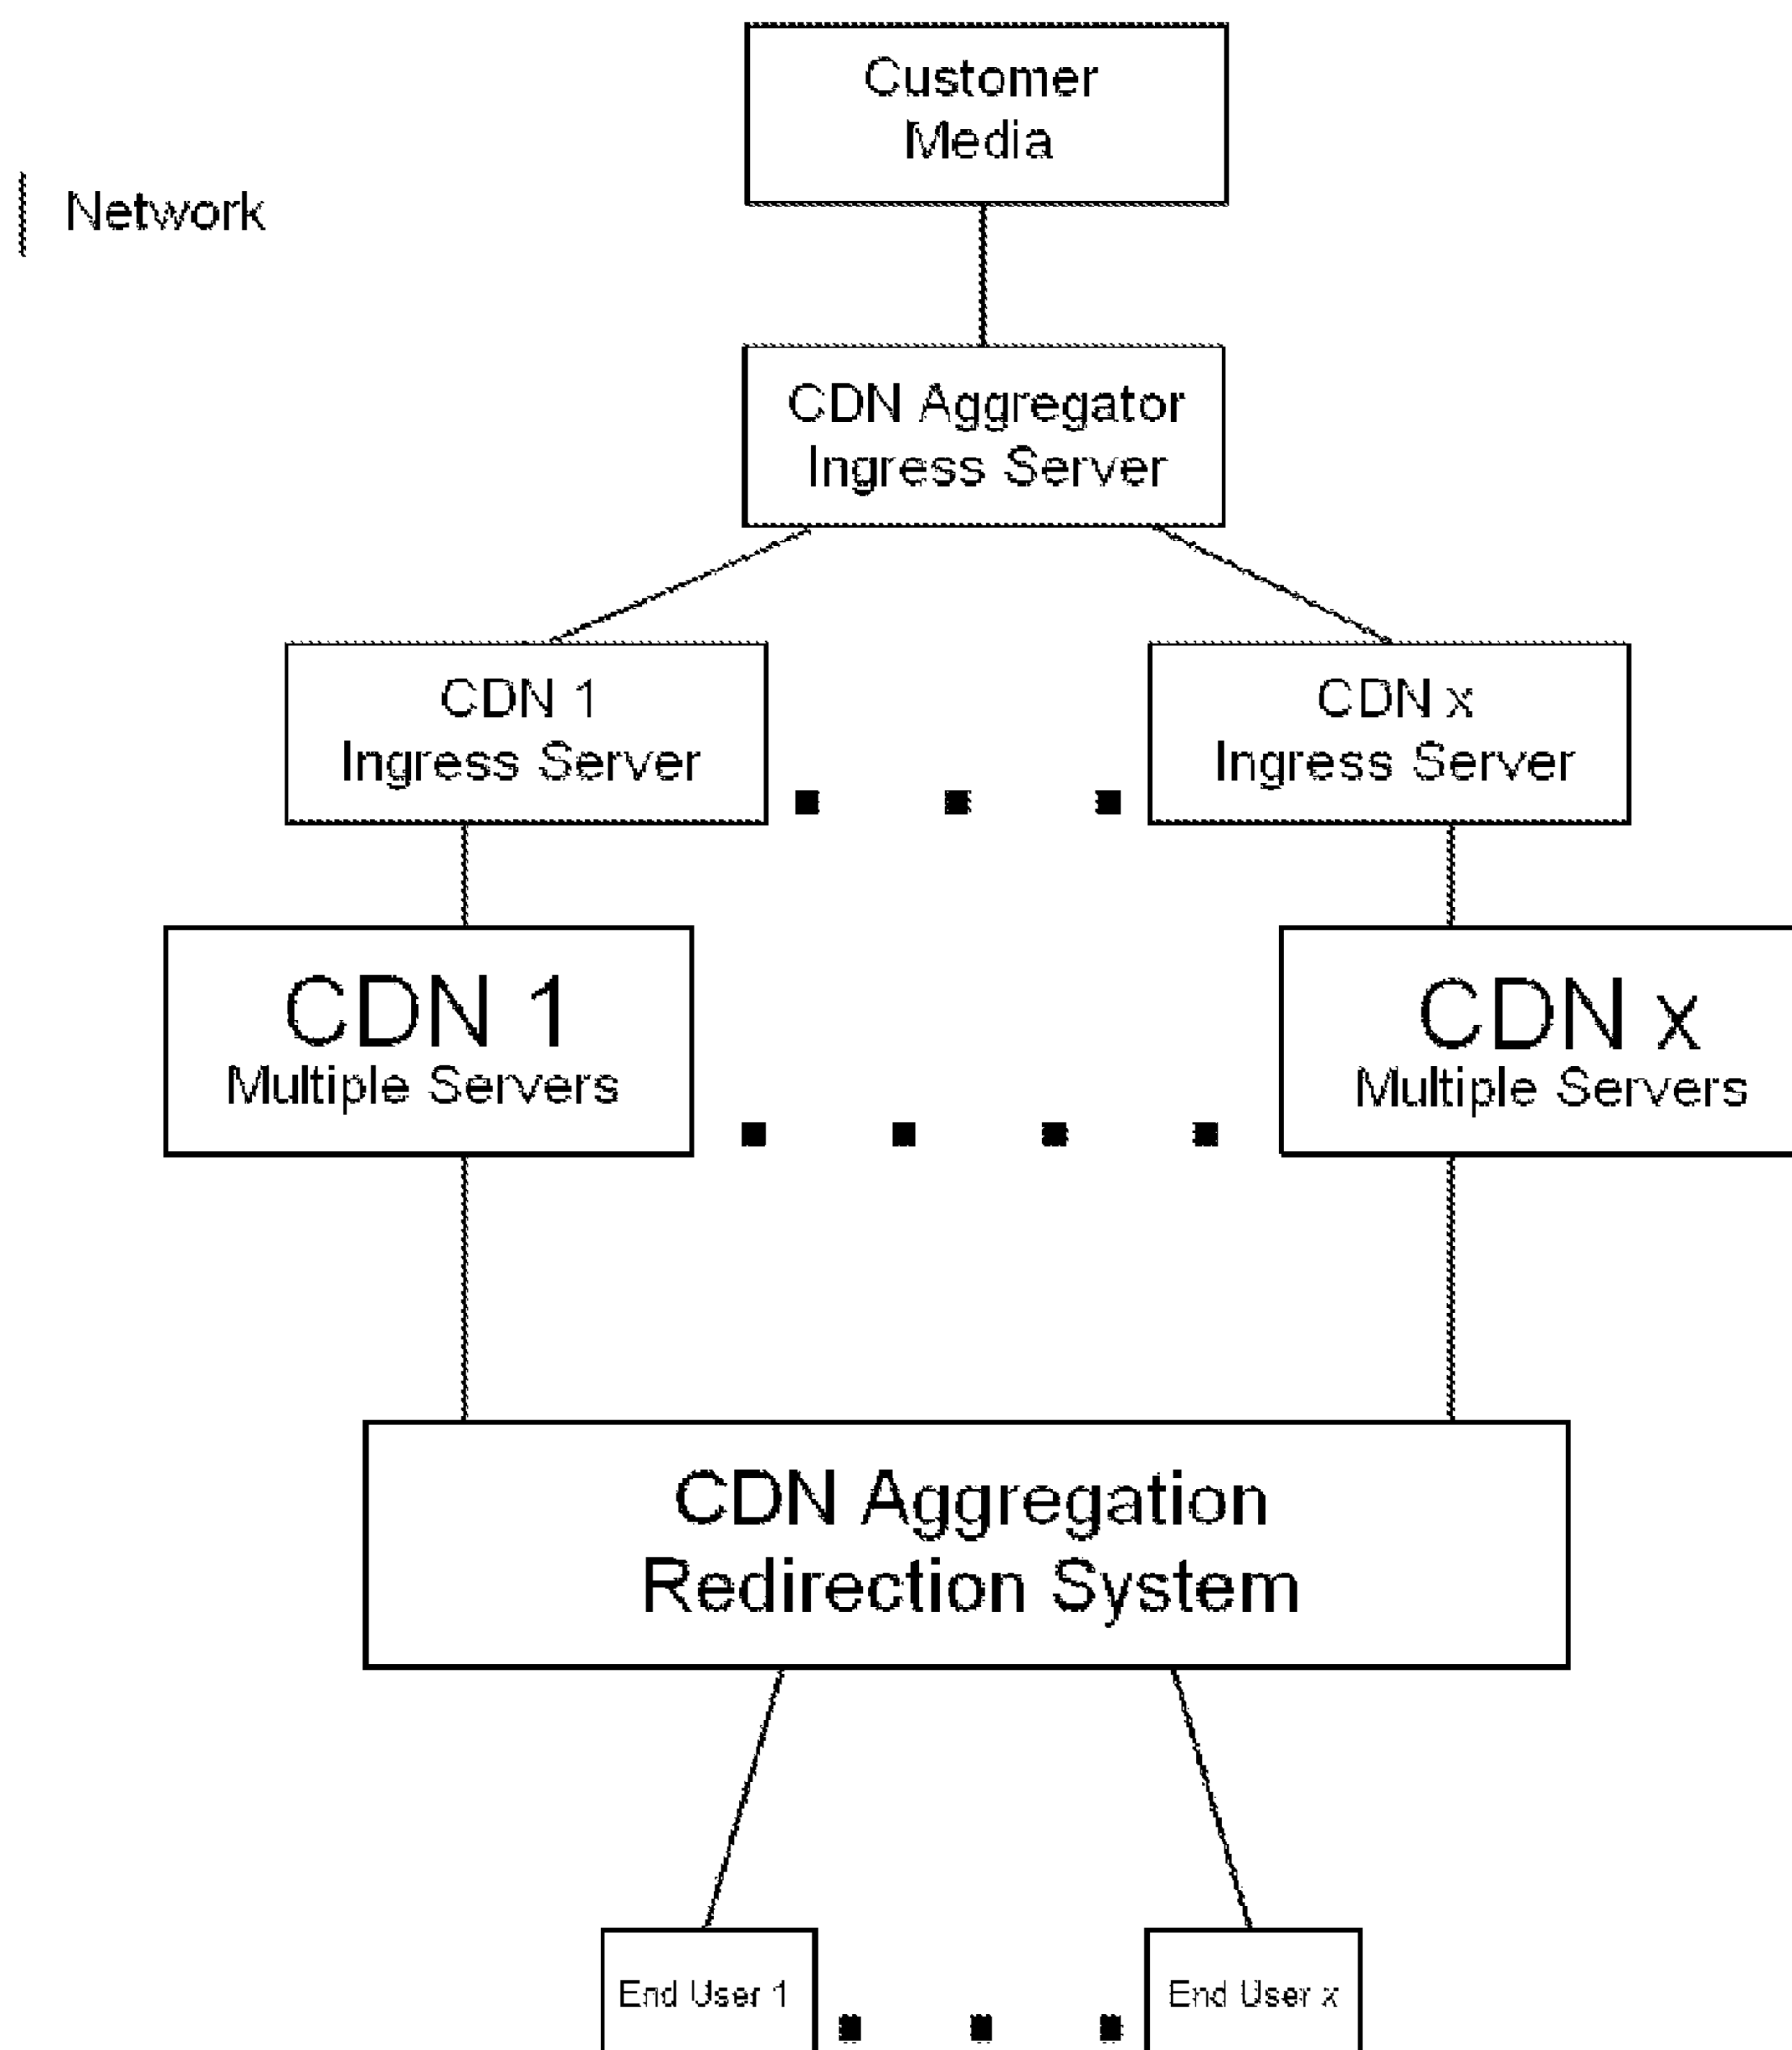 Customer
Media
Network
CDN Aggregator
Ingress Server
CDN 1
Ingress Server
CDN x
Ingress Server
CDN 1
Multiple Servers
CDN x
Multiple Servers
CDN Aggregation
Redirection System
End User 1
End User x